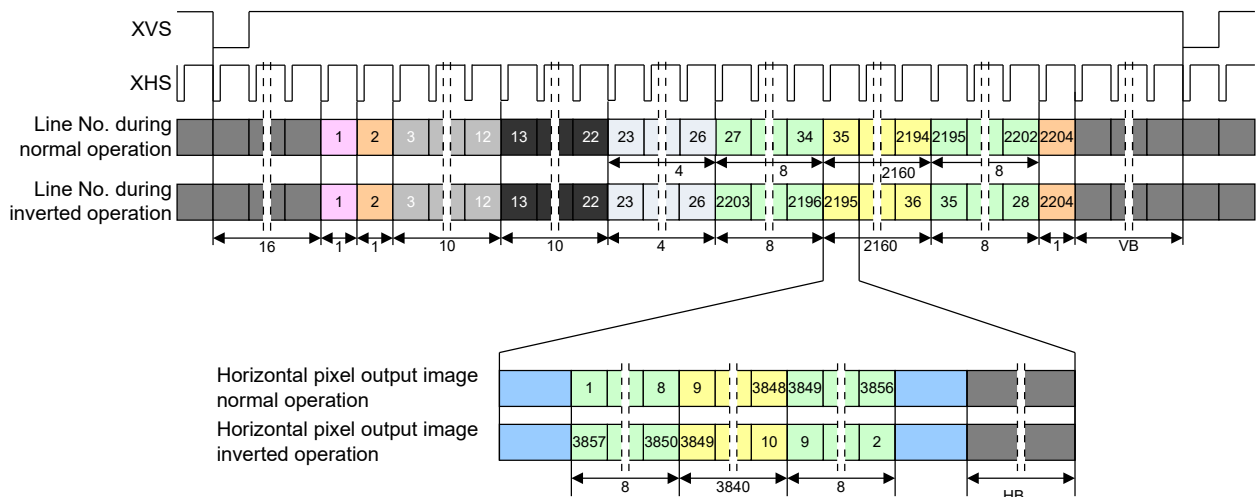 XVS
XHS
Line No. during
normal operation
1 2 3 12 13 22 23 26 27 34 35 2194 2195 2202 2204
4 8 2160 8
Line No. during
inverted operation
1 2 3 12 13 22 23 26 2203 2196 2195 36 35 28 2204
16 1 1 10 10 4 8 2160 8 1 VB
Horizontal pixel output image
normal operation
1 8 9 3848 3849 3856
Horizontal pixel output image
inverted operation
3857 3850 3849 10 9 2
8 3840 8 HB